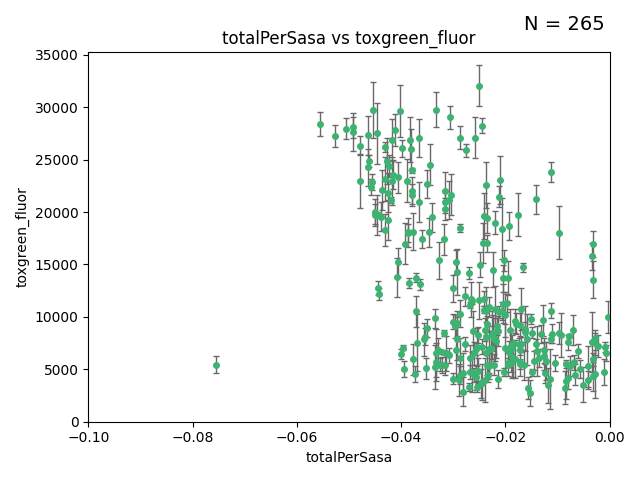 N = 265
totalPerSasa vs toxgreen_fluor
35000
30000
25000
20000
15000
10000
5000
0
toxgreen_fluor
−0.10 −0.08 −0.06 −0.04 −0.02 0.00
totalPerSasa